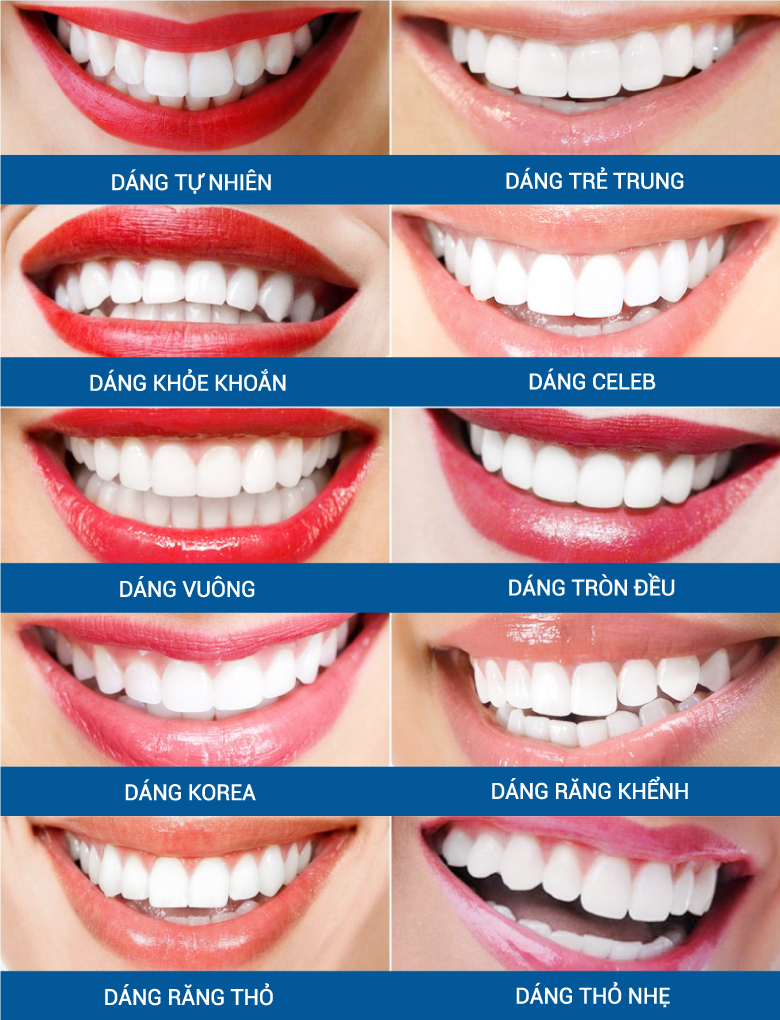 DÁNG TỰ NHIÊN
DÁNG TRẺ TRUNG
DÁNG KHỎE KHOẮN
DÁNG CELEB
DÁNG VUÔNG
DÁNG TRÒN ĐỀU
DÁNG KOREA
DÁNG RĂNG KHỂNH
DÁNG RĂNG THỎ
DÁNG THỎ NHẸ